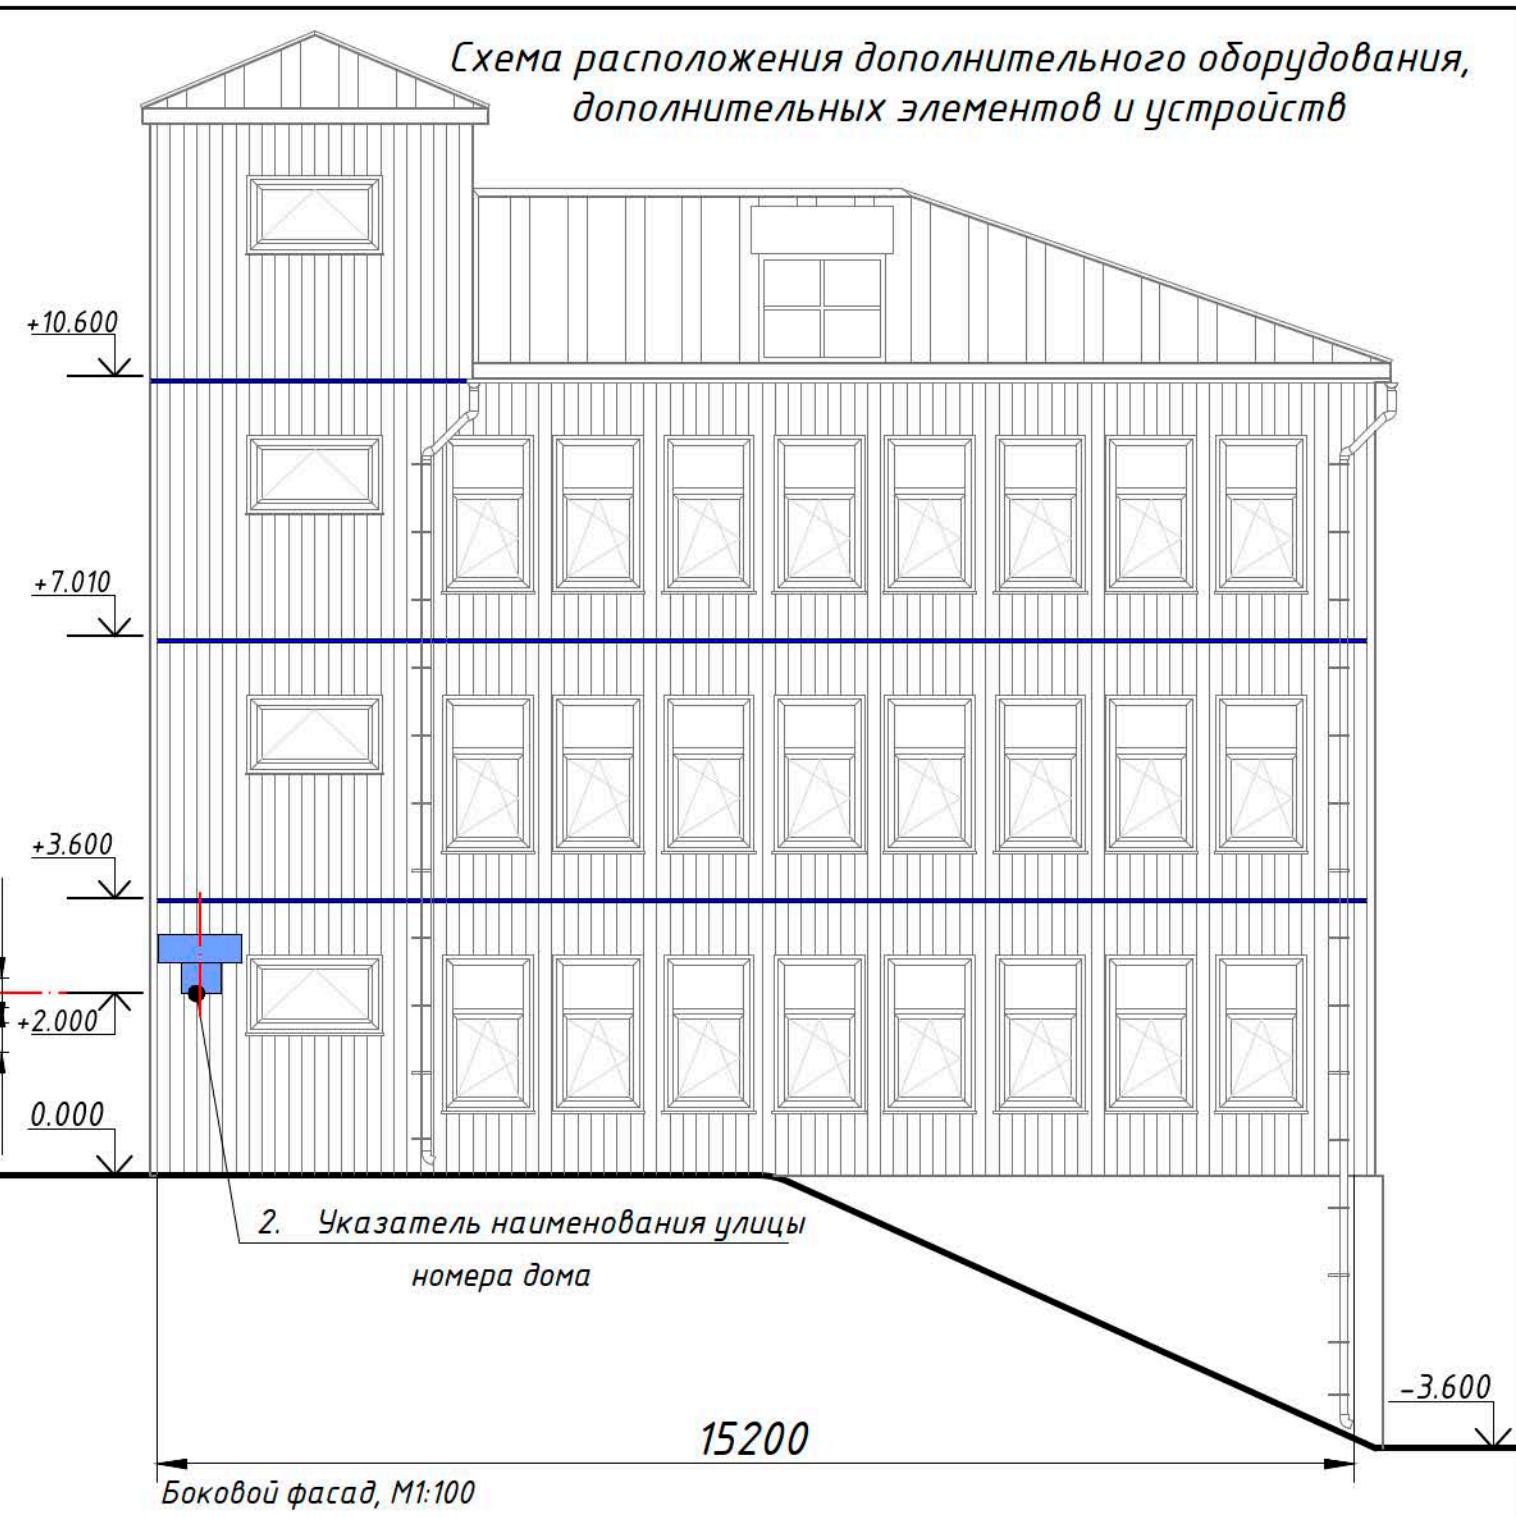 Схема расположения дополнительного оборудования,
дополнительных элементов и устройств
+10.600
+7.010
+3.600
+2.000
0.000
2. Указатель наименования улицы
номера дома
-3.600
15200
Боковой фасад, М1:100